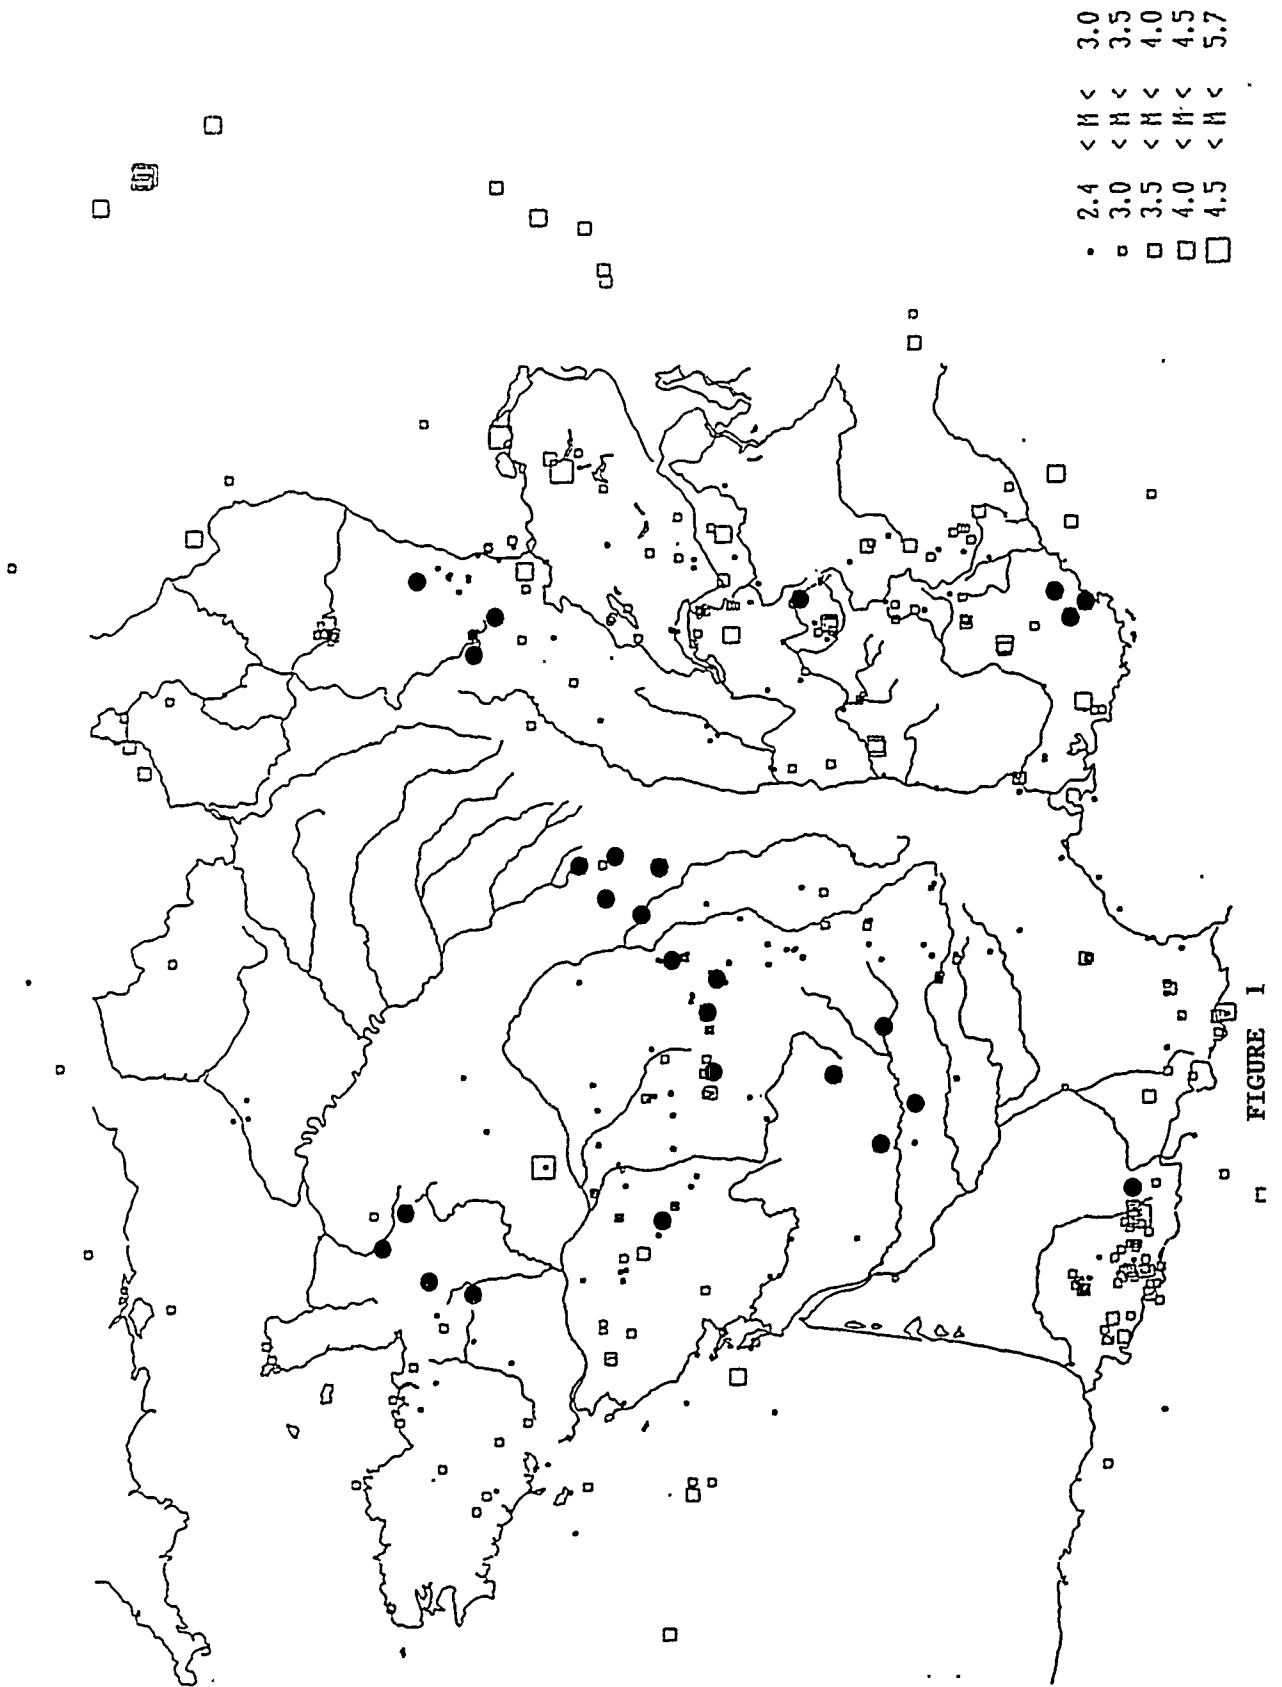 · 2.4 < M < 3.0
□ 3.0 < M < 3.5
□ 3.5 < M < 4.0
□ 4.0 < M < 4.5
□ 4.5 < M < 5.7
FIGURE 1